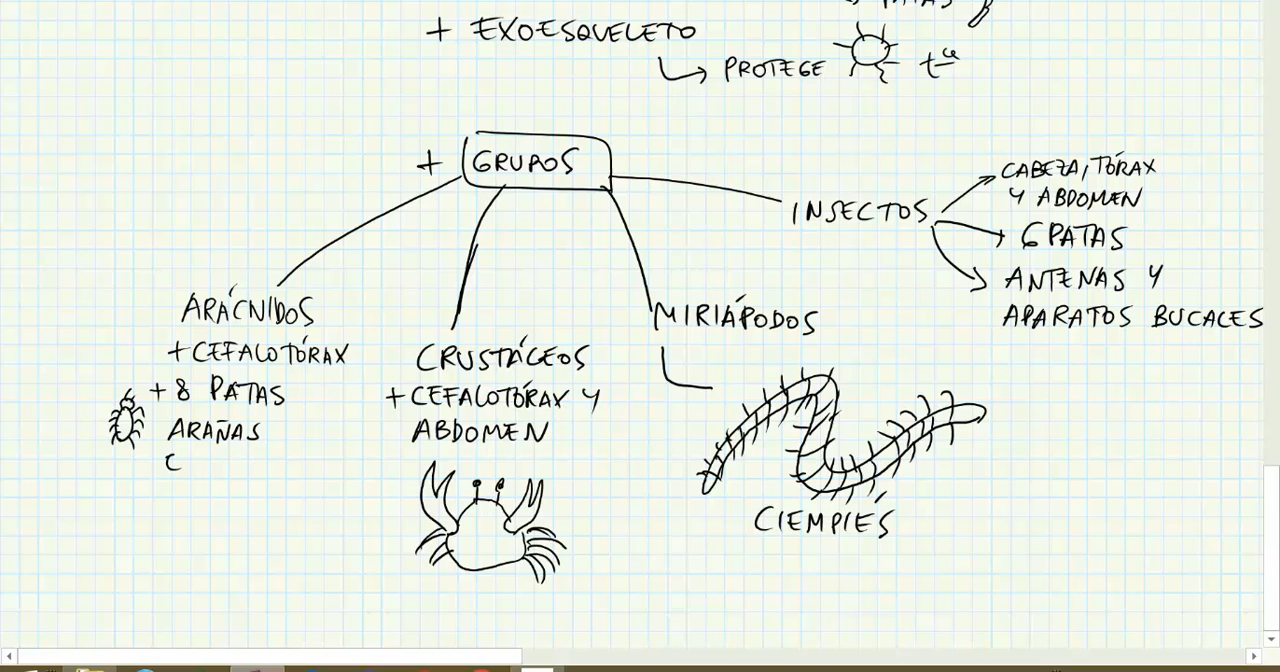 PATAS
+ EXOESQUELETO
PROTEGE
+ GRUPOS
INSECTOS
CABEZA, TÓRAX
Y ABDOMEN
6 PATAS
ANTENAS Y
APARATOS BUCALES
ARÁCNIDOS
+ CEFALOTÓRAX
+ 8 PATAS
ARAÑAS
C
CRUSTÁCEOS
+ CEFALOTÓRAX Y
ABDOMEN
MIRIÁPODOS
CIEMPIÉS